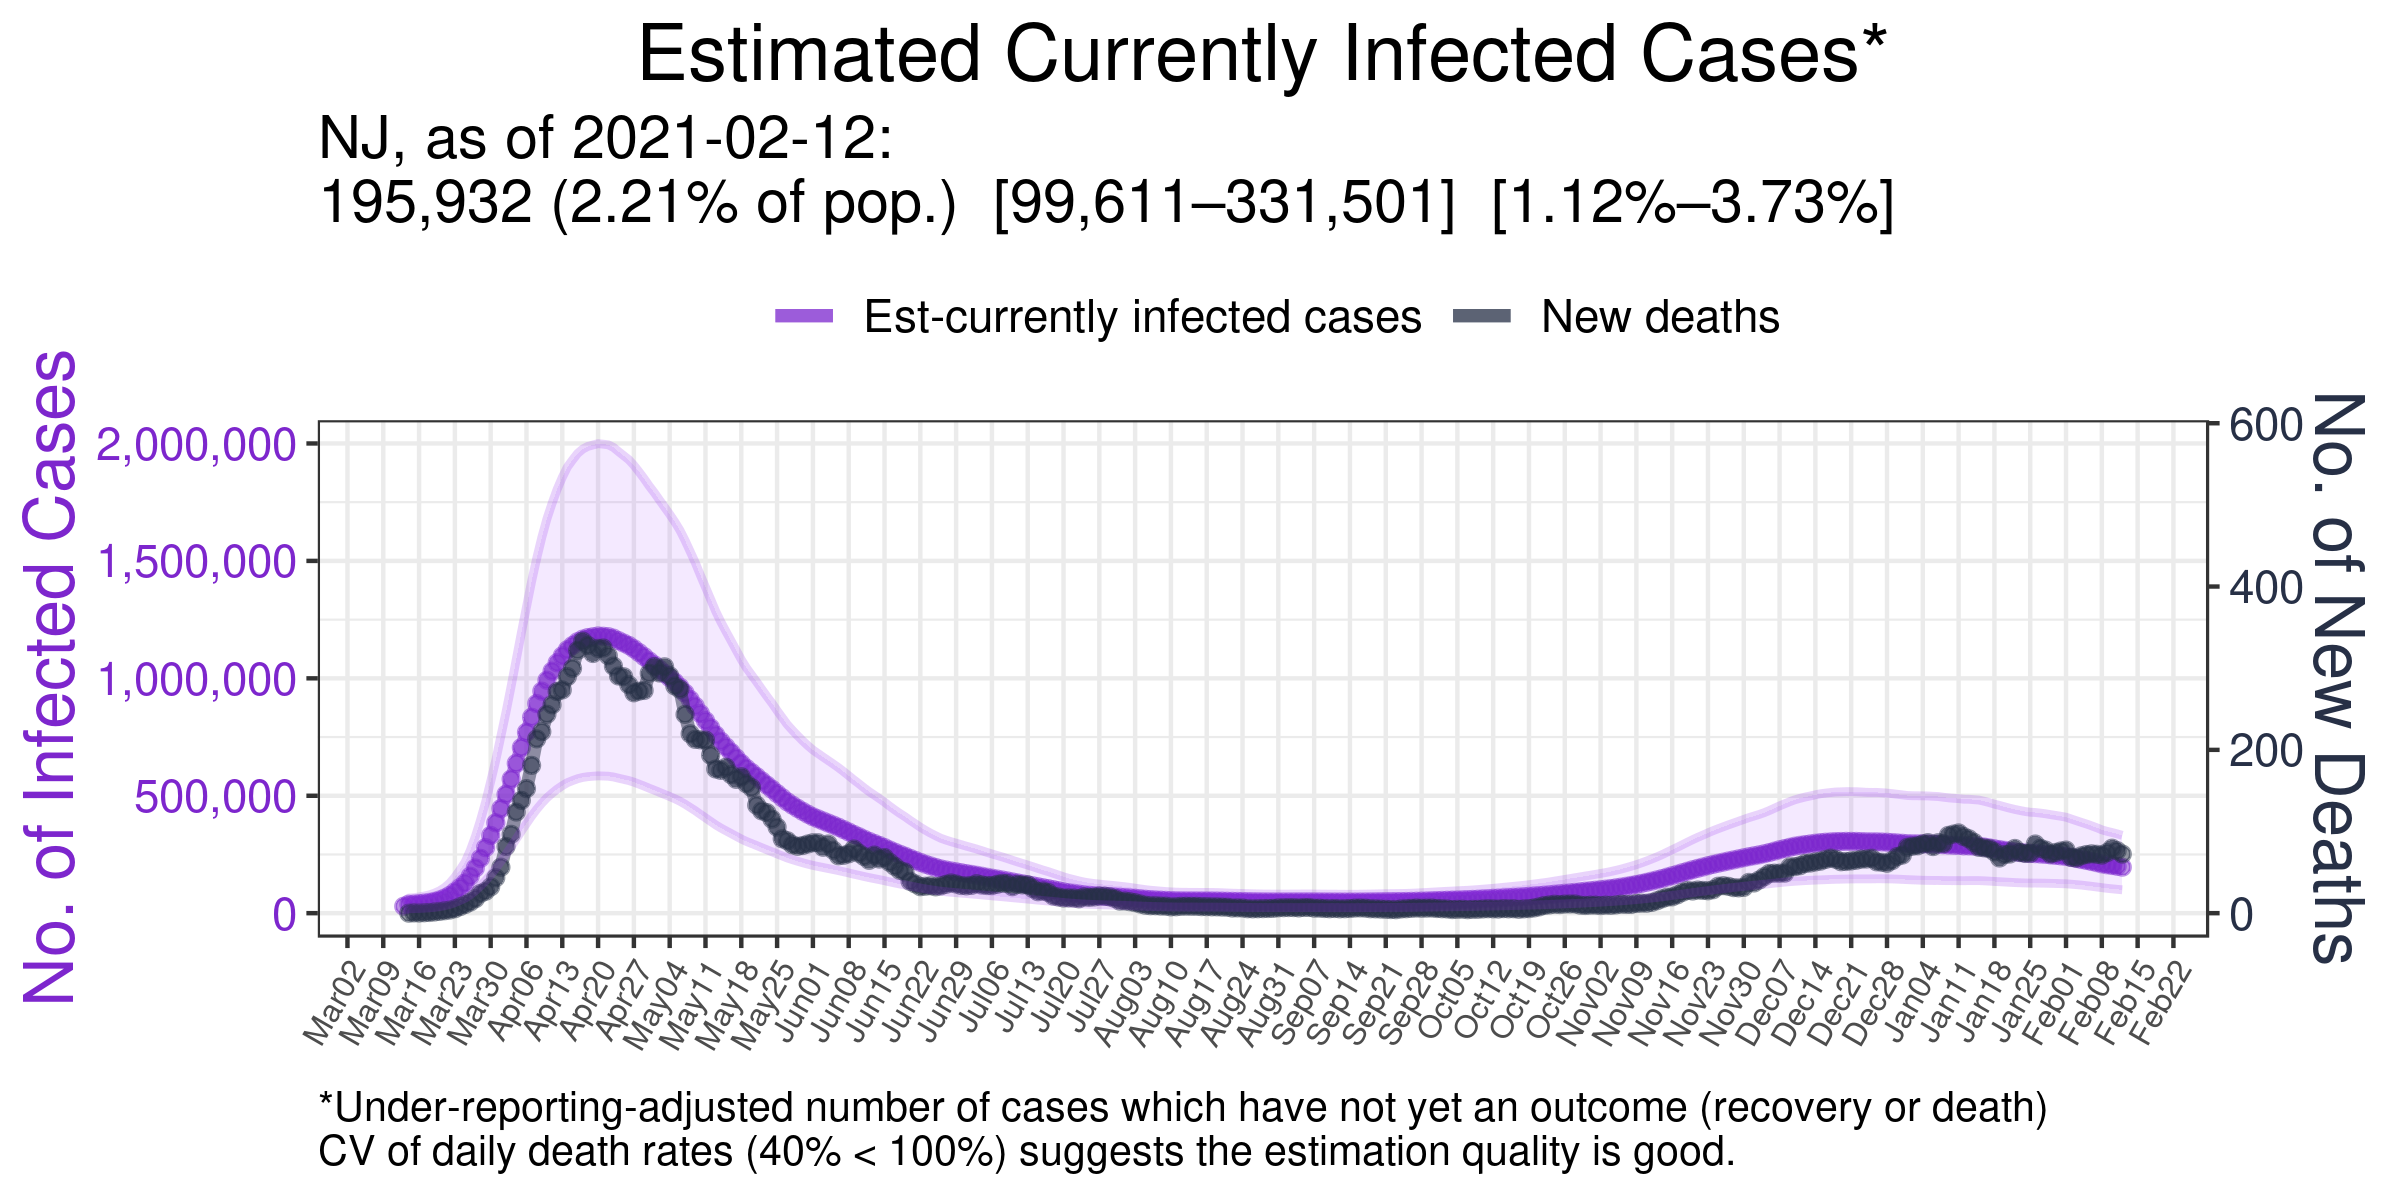 Estimated Currently Infected Cases*
NJ, as of 2021-02-12:
195,932 (2.21% of pop.)  [99,611–331,501]  [1.12%–3.73%]
Est-currently infected cases
New deaths
No. of Infected Cases
2,000,000
1,500,000
1,000,000
500,000
0
600
400
200
0
No. of New Deaths
Mar02
Mar09
Mar16
Mar23
Mar30
Apr06
Apr13
Apr20
Apr27
May04
May11
May18
May25
Jun01
Jun08
Jun15
Jun22
Jun29
Jul06
Jul13
Jul20
Jul27
Aug03
Aug10
Aug17
Aug24
Aug31
Sep07
Sep14
Sep21
Sep28
Oct05
Oct12
Oct19
Oct26
Nov02
Nov09
Nov16
Nov23
Nov30
Dec07
Dec14
Dec21
Dec28
Jan04
Jan11
Jan18
Jan25
Feb01
Feb08
Feb15
Feb22
*Under-reporting-adjusted number of cases which have not yet an outcome (recovery or death)
CV of daily death rates (40% < 100%) suggests the estimation quality is good.